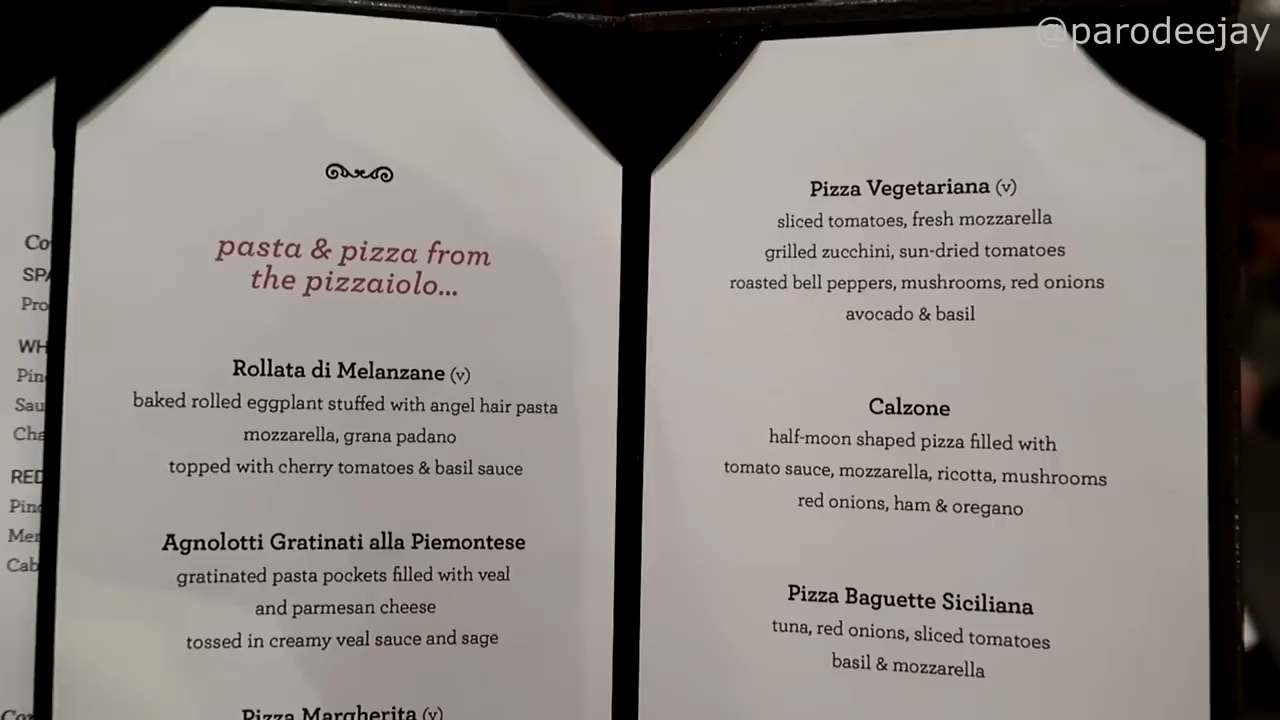 @parodeejay
Co
SPA
Pro
WH
Pin
Sau
Cha
RED
Pino
Mer
Cab
pasta & pizza from
the pizzaiolo...
Rollata di Melanzane (v)
baked rolled eggplant stuffed with angel hair pasta
mozzarella, grana padano
topped with cherry tomatoes & basil sauce
Agnolotti Gratinati alla Piemontese
gratinated pasta pockets filled with veal
and parmesan cheese
tossed in creamy veal sauce and sage
Pizza Margherita (v)
Pizza Vegetariana (v)
sliced tomatoes, fresh mozzarella
grilled zucchini, sun-dried tomatoes
roasted bell peppers, mushrooms, red onions
avocado & basil
Calzone
half-moon shaped pizza filled with
tomato sauce, mozzarella, ricotta, mushrooms
red onions, ham & oregano
Pizza Baguette Siciliana
tuna, red onions, sliced tomatoes
basil & mozzarella